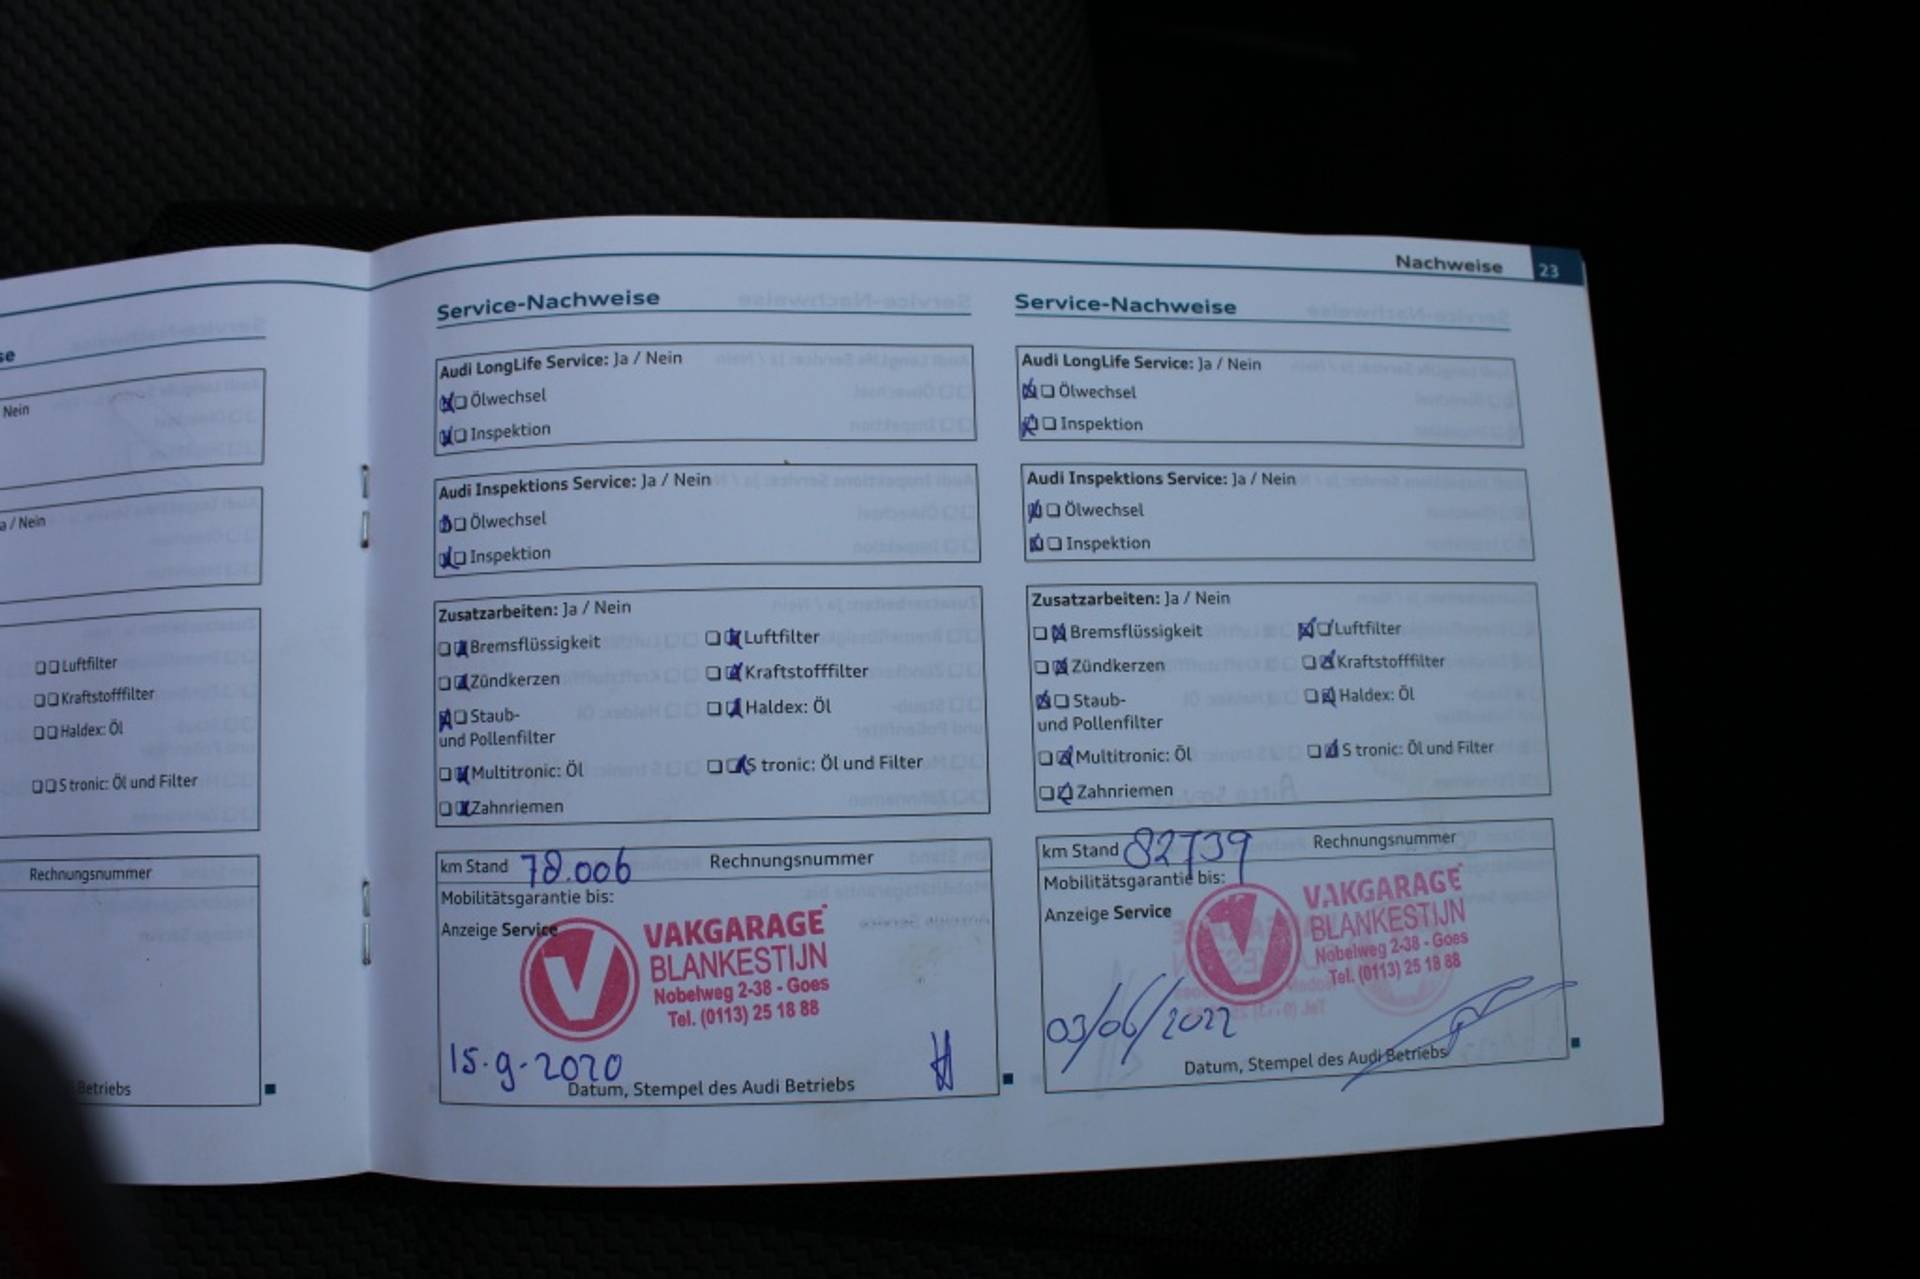 Nachweise 23
se
Nein
a / Nein
Luftfilter
Kraftstofffilter
Haldex: Öl
S tronic: Öl und Filter
Rechnungsnummer
Betriebs
Service-Nachweise
Audi LongLife Service: Ja / Nein
Ölwechsel
Inspektion
Audi Inspektions Service: Ja / Nein
Ölwechsel
Inspektion
Zusatzarbeiten: Ja / Nein
Bremsflüssigkeit Luftfilter
Zündkerzen Kraftstofffilter
Staub- Haldex: Öl
und Pollenfilter
Multitronic: Öl S tronic: Öl und Filter
Zahnriemen
km Stand 78.006 Rechnungsnummer
Mobilitätsgarantie bis:
Anzeige Service
VAKGARAGE
BLANKESTIJN
Nobelweg 2-38 - Goes
Tel. (0113) 25 18 88
15-9-2020
Datum, Stempel des Audi Betriebs
Service-Nachweise
Audi LongLife Service: Ja / Nein
Ölwechsel
Inspektion
Audi Inspektions Service: Ja / Nein
Ölwechsel
Inspektion
Zusatzarbeiten: Ja / Nein
Bremsflüssigkeit Luftfilter
Zündkerzen Kraftstofffilter
Staub- Haldex: Öl
und Pollenfilter
Multitronic: Öl S tronic: Öl und Filter
Zahnriemen
km Stand 82739 Rechnungsnummer
Mobilitätsgarantie bis:
Anzeige Service
VAKGARAGE
BLANKESTIJN
Nobelweg 2-38 - Goes
Tel. (0113) 25 18 88
03/06/2022
Datum, Stempel des Audi Betriebs